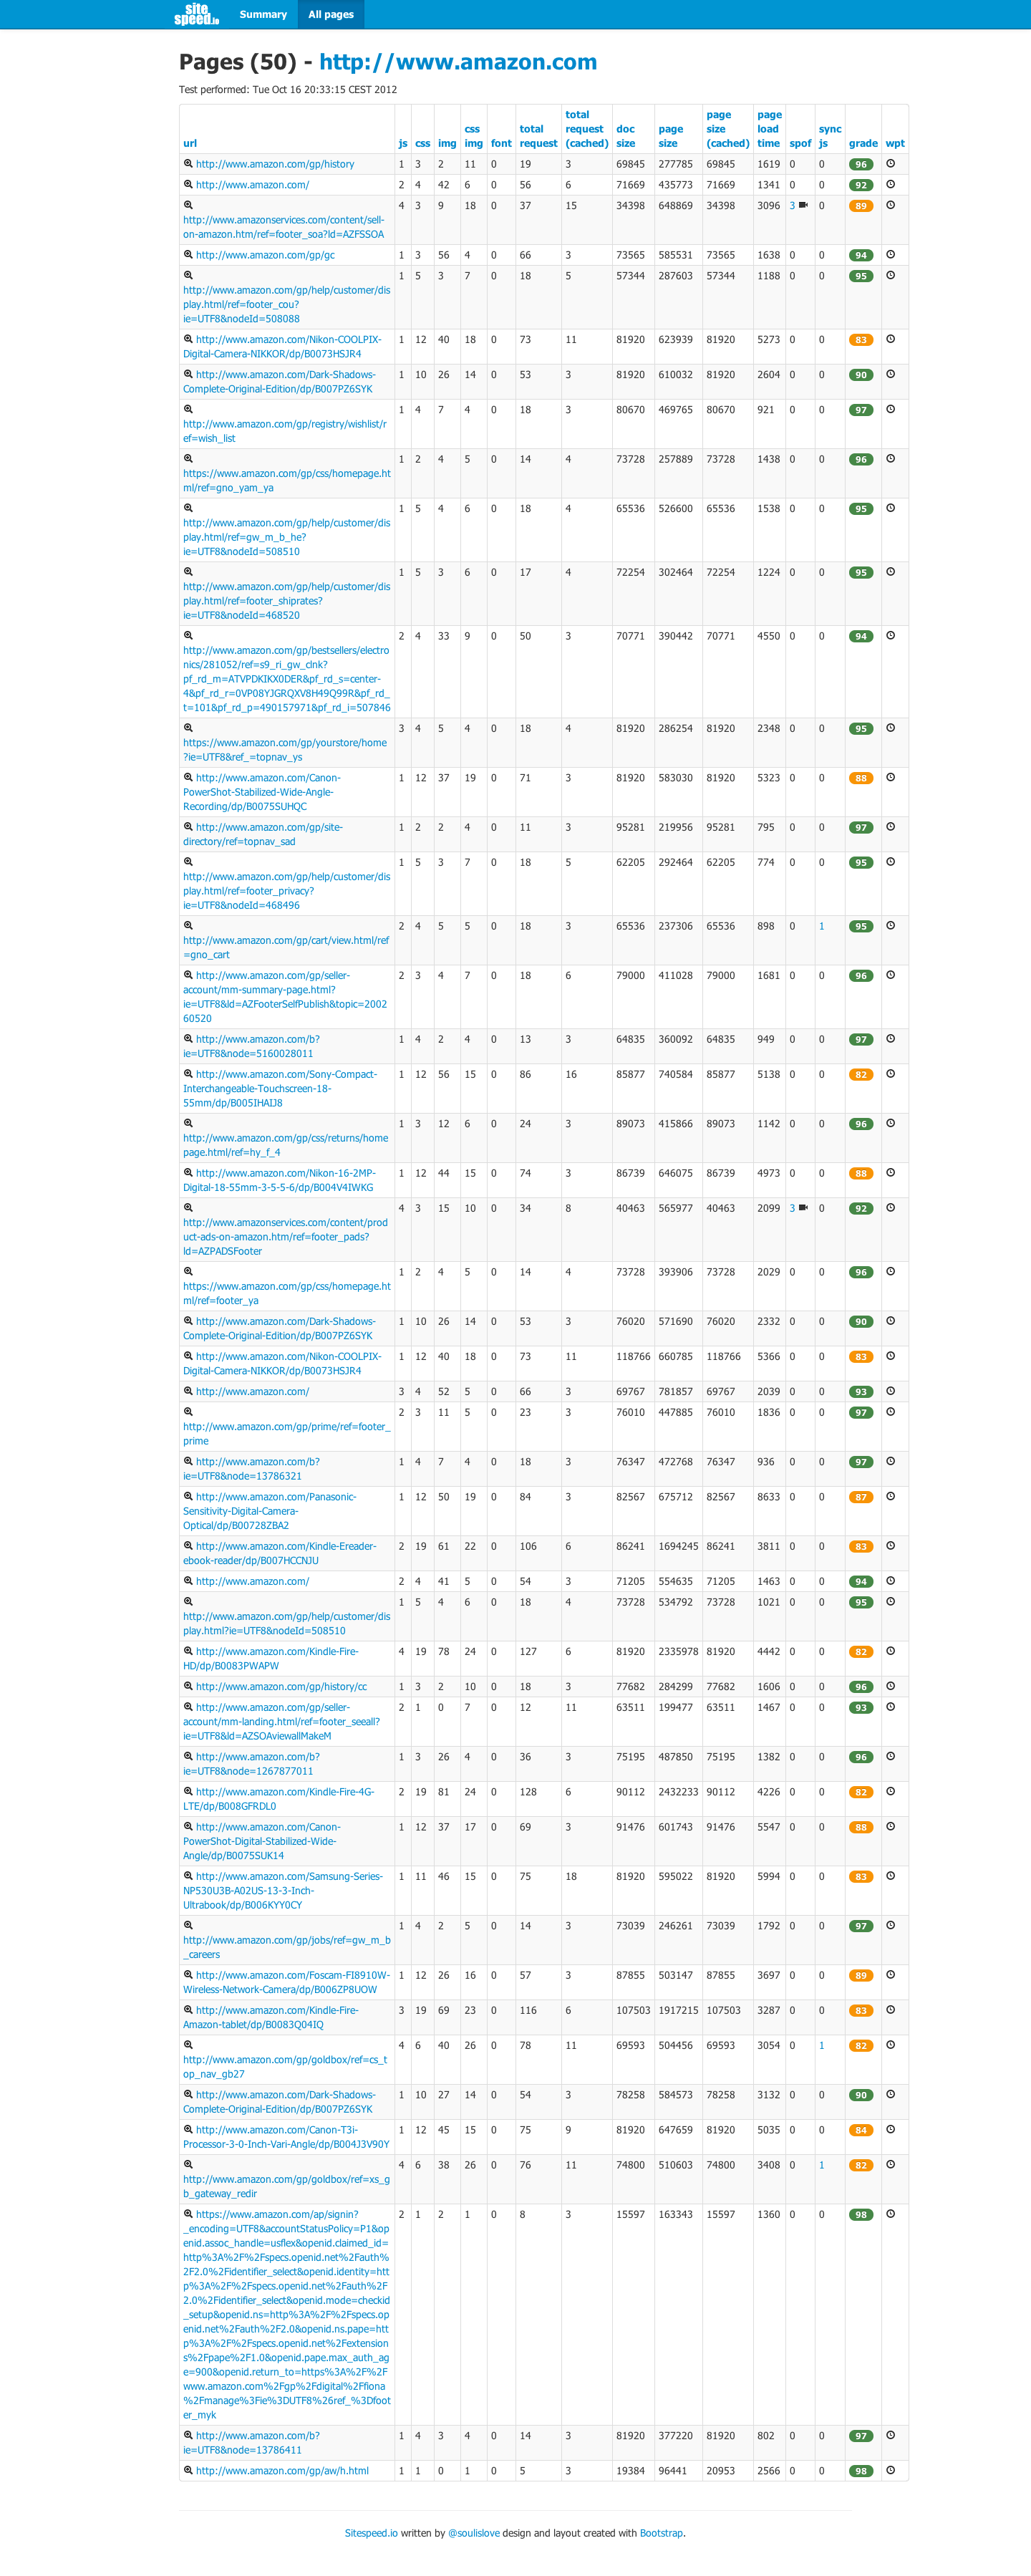 site
speed.io
Summary
All pages
Pages (50) - http://www.amazon.com
Test performed: Tue Oct 16 20:33:15 CEST 2012
url js css img css img font total request total request (cached) doc size page size page size (cached) page load time spof sync js grade wpt
http://www.amazon.com/gp/history 1 3 2 11 0 19 3 69845 277785 69845 1619 0 0 96
http://www.amazon.com/ 2 4 42 6 0 56 6 71669 435773 71669 1341 0 0 92
4 3 9 18 0 37 15 34398 648869 34398 3096 3 0 89
http://www.amazonservices.com/content/sell-
on-amazon.htm/ref=footer_soa?ld=AZFSSOA
http://www.amazon.com/gp/gc 1 3 56 4 0 66 3 73565 585531 73565 1638 0 0 94
1 5 3 7 0 18 5 57344 287603 57344 1188 0 0 95
http://www.amazon.com/gp/help/customer/dis
play.html/ref=footer_cou?
ie=UTF8&nodeId=508088
http://www.amazon.com/Nikon-COOLPIX- 1 12 40 18 0 73 11 81920 623939 81920 5273 0 0 83
Digital-Camera-NIKKOR/dp/B0073HSJR4
http://www.amazon.com/Dark-Shadows- 1 10 26 14 0 53 3 81920 610032 81920 2604 0 0 90
Complete-Original-Edition/dp/B007PZ6SYK
1 4 7 4 0 18 3 80670 469765 80670 921 0 0 97
http://www.amazon.com/gp/registry/wishlist/r
ef=wish_list
1 2 4 5 0 14 4 73728 257889 73728 1438 0 0 96
https://www.amazon.com/gp/css/homepage.ht
ml/ref=gno_yam_ya
1 5 4 6 0 18 4 65536 526600 65536 1538 0 0 95
http://www.amazon.com/gp/help/customer/dis
play.html/ref=gw_m_b_he?
ie=UTF8&nodeId=508510
1 5 3 6 0 17 4 72254 302464 72254 1224 0 0 95
http://www.amazon.com/gp/help/customer/dis
play.html/ref=footer_shiprates?
ie=UTF8&nodeId=468520
2 4 33 9 0 50 3 70771 390442 70771 4550 0 0 94
http://www.amazon.com/gp/bestsellers/electro
nics/281052/ref=s9_ri_gw_clnk?
pf_rd_m=ATVPDKIKX0DER&pf_rd_s=center-
4&pf_rd_r=0VP08YJGRQXV8H49Q99R&pf_rd_
t=101&pf_rd_p=490157971&pf_rd_i=507846
3 4 5 4 0 18 4 81920 286254 81920 2348 0 0 95
https://www.amazon.com/gp/yourstore/home
?ie=UTF8&ref_=topnav_ys
http://www.amazon.com/Canon- 1 12 37 19 0 71 3 81920 583030 81920 5323 0 0 88
PowerShot-Stabilized-Wide-Angle-
Recording/dp/B0075SUHQC
http://www.amazon.com/gp/site- 1 2 2 4 0 11 3 95281 219956 95281 795 0 0 97
directory/ref=topnav_sad
1 5 3 7 0 18 5 62205 292464 62205 774 0 0 95
http://www.amazon.com/gp/help/customer/dis
play.html/ref=footer_privacy?
ie=UTF8&nodeId=468496
2 4 5 5 0 18 3 65536 237306 65536 898 0 1 95
http://www.amazon.com/gp/cart/view.html/ref
=gno_cart
http://www.amazon.com/gp/seller- 2 3 4 7 0 18 6 79000 411028 79000 1681 0 0 96
account/mm-summary-page.html?
ie=UTF8&ld=AZFooterSelfPublish&topic=2002
60520
http://www.amazon.com/b? 1 4 2 4 0 13 3 64835 360092 64835 949 0 0 97
ie=UTF8&node=5160028011
http://www.amazon.com/Sony-Compact- 1 12 56 15 0 86 16 85877 740584 85877 5138 0 0 82
Interchangeable-Touchscreen-18-
55mm/dp/B005IHAIJ8
1 3 12 6 0 24 3 89073 415866 89073 1142 0 0 96
http://www.amazon.com/gp/css/returns/home
page.html/ref=hy_f_4
http://www.amazon.com/Nikon-16-2MP- 1 12 44 15 0 74 3 86739 646075 86739 4973 0 0 88
Digital-18-55mm-3-5-5-6/dp/B004V4IWKG
4 3 15 10 0 34 8 40463 565977 40463 2099 3 0 92
http://www.amazonservices.com/content/prod
uct-ads-on-amazon.htm/ref=footer_pads?
ld=AZPADSFooter
1 2 4 5 0 14 4 73728 393906 73728 2029 0 0 96
https://www.amazon.com/gp/css/homepage.ht
ml/ref=footer_ya
http://www.amazon.com/Dark-Shadows- 1 10 26 14 0 53 3 76020 571690 76020 2332 0 0 90
Complete-Original-Edition/dp/B007PZ6SYK
http://www.amazon.com/Nikon-COOLPIX- 1 12 40 18 0 73 11 118766 660785 118766 5366 0 0 83
Digital-Camera-NIKKOR/dp/B0073HSJR4
http://www.amazon.com/ 3 4 52 5 0 66 3 69767 781857 69767 2039 0 0 93
2 3 11 5 0 23 3 76010 447885 76010 1836 0 0 97
http://www.amazon.com/gp/prime/ref=footer_
prime
http://www.amazon.com/b? 1 4 7 4 0 18 3 76347 472768 76347 936 0 0 97
ie=UTF8&node=13786321
http://www.amazon.com/Panasonic- 1 12 50 19 0 84 3 82567 675712 82567 8633 0 0 87
Sensitivity-Digital-Camera-
Optical/dp/B00728ZBA2
http://www.amazon.com/Kindle-Ereader- 2 19 61 22 0 106 6 86241 1694245 86241 3811 0 0 83
ebook-reader/dp/B007HCCNJU
http://www.amazon.com/ 2 4 41 5 0 54 3 71205 554635 71205 1463 0 0 94
1 5 4 6 0 18 4 73728 534792 73728 1021 0 0 95
http://www.amazon.com/gp/help/customer/dis
play.html?ie=UTF8&nodeId=508510
http://www.amazon.com/Kindle-Fire- 4 19 78 24 0 127 6 81920 2335978 81920 4442 0 0 82
HD/dp/B0083PWAPW
http://www.amazon.com/gp/history/cc 1 3 2 10 0 18 3 77682 284299 77682 1606 0 0 96
http://www.amazon.com/gp/seller- 2 1 0 7 0 12 11 63511 199477 63511 1467 0 0 93
account/mm-landing.html/ref=footer_seeall?
ie=UTF8&ld=AZSOAviewallMakeM
http://www.amazon.com/b? 1 3 26 4 0 36 3 75195 487850 75195 1382 0 0 96
ie=UTF8&node=1267877011
http://www.amazon.com/Kindle-Fire-4G- 2 19 81 24 0 128 6 90112 2432233 90112 4226 0 0 82
LTE/dp/B008GFRDL0
http://www.amazon.com/Canon- 1 12 37 17 0 69 3 91476 601743 91476 5547 0 0 88
PowerShot-Digital-Stabilized-Wide-
Angle/dp/B0075SUK14
http://www.amazon.com/Samsung-Series- 1 11 46 15 0 75 18 81920 595022 81920 5994 0 0 83
NP530U3B-A02US-13-3-Inch-
Ultrabook/dp/B006KYY0CY
1 4 2 5 0 14 3 73039 246261 73039 1792 0 0 97
http://www.amazon.com/gp/jobs/ref=gw_m_b
_careers
http://www.amazon.com/Foscam-FI8910W- 1 12 26 16 0 57 3 87855 503147 87855 3697 0 0 89
Wireless-Network-Camera/dp/B006ZP8UOW
http://www.amazon.com/Kindle-Fire- 3 19 69 23 0 116 6 107503 1917215 107503 3287 0 0 83
Amazon-tablet/dp/B0083Q04IQ
4 6 40 26 0 78 11 69593 504456 69593 3054 0 1 82
http://www.amazon.com/gp/goldbox/ref=cs_t
op_nav_gb27
http://www.amazon.com/Dark-Shadows- 1 10 27 14 0 54 3 78258 584573 78258 3132 0 0 90
Complete-Original-Edition/dp/B007PZ6SYK
http://www.amazon.com/Canon-T3i- 1 12 45 15 0 75 9 81920 647659 81920 5035 0 0 84
Processor-3-0-Inch-Vari-Angle/dp/B004J3V90Y
4 6 38 26 0 76 11 74800 510603 74800 3408 0 1 82
http://www.amazon.com/gp/goldbox/ref=xs_g
b_gateway_redir
https://www.amazon.com/ap/signin? 2 1 2 1 0 8 3 15597 163343 15597 1360 0 0 98
_encoding=UTF8&accountStatusPolicy=P1&op
enid.assoc_handle=usflex&openid.claimed_id=
http%3A%2F%2Fspecs.openid.net%2Fauth%
2F2.0%2Fidentifier_select&openid.identity=htt
p%3A%2F%2Fspecs.openid.net%2Fauth%2F
2.0%2Fidentifier_select&openid.mode=checkid
_setup&openid.ns=http%3A%2F%2Fspecs.op
enid.net%2Fauth%2F2.0&openid.ns.pape=htt
p%3A%2F%2Fspecs.openid.net%2Fextension
s%2Fpape%2F1.0&openid.pape.max_auth_ag
e=900&openid.return_to=https%3A%2F%2F
www.amazon.com%2Fgp%2Fdigital%2Ffiona
%2Fmanage%3Fie%3DUTF8%26ref_%3Dfoot
er_myk
http://www.amazon.com/b? 1 4 3 4 0 14 3 81920 377220 81920 802 0 0 97
ie=UTF8&node=13786411
http://www.amazon.com/gp/aw/h.html 1 1 0 1 0 5 3 19384 96441 20953 2566 0 0 98
Sitespeed.io written by @soulislove design and layout created with Bootstrap.